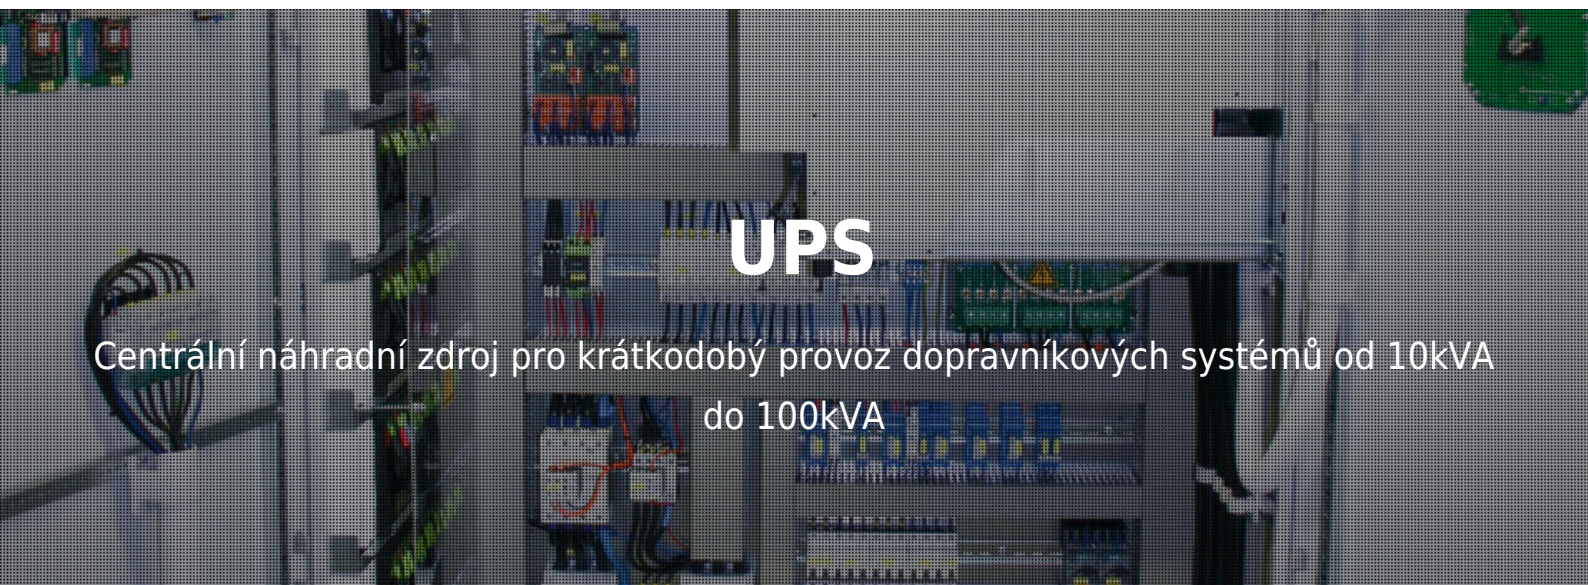 UPS
Centrální náhradní zdroj pro krátkodobý provoz dopravníkových systémů od 10kVA
do 100kVA